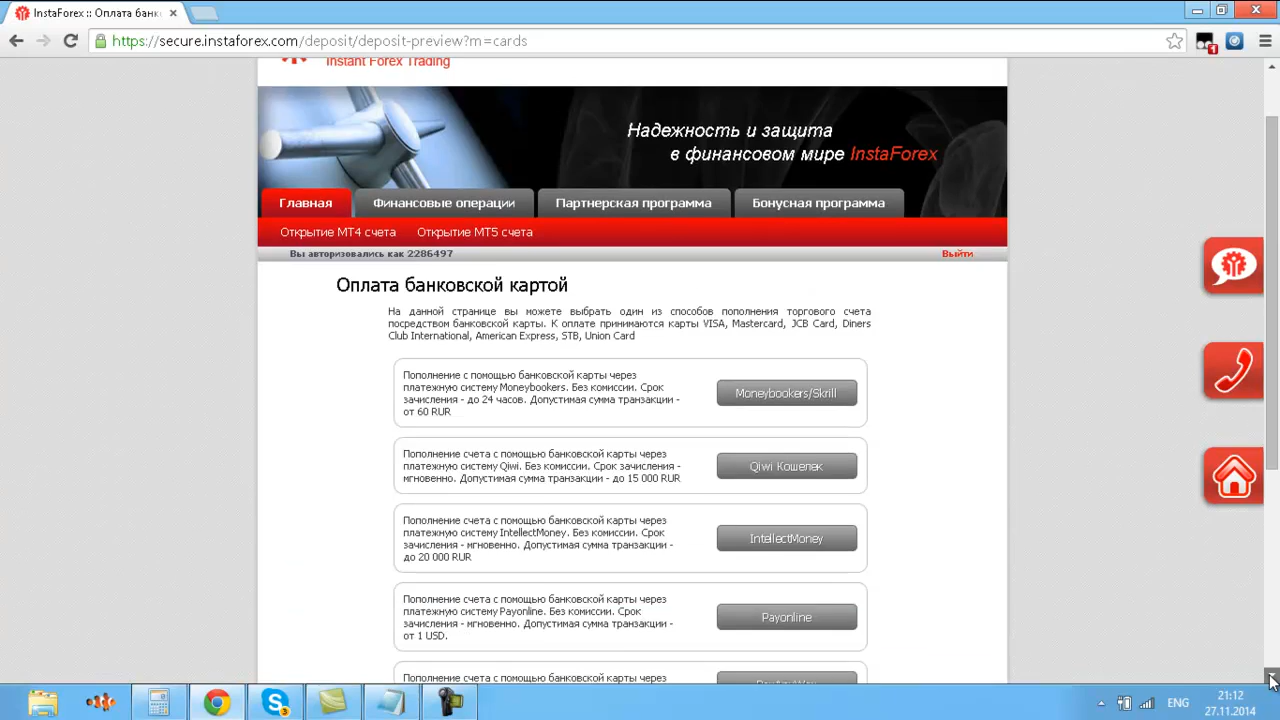 InstaForex :: Оплата банк
https://secure.instaforex.com/deposit/deposit-preview?m=cards
1
Instant Forex Trading
Надежность и защита
в финансовом мире InstaForex
Главная
Финансовые операции
Партнерская программа
Бонусная программа
Открытие МТ4 счета
Открытие МТ5 счета
Вы авторизовались как 2286497
Выйти
Оплата банковской картой
На данной странице вы можете выбрать один из способов пополнения торгового счета
посредством банковской карты. К оплате принимаются карты VISA, Mastercard, JCB Card, Diners
Club International, American Express, STB, Union Card
Пополнение с помощью банковской карты через
платежную систему Moneybookers. Без комиссии. Срок
зачисления - до 24 часов. Допустимая сумма транзакции -
от 60 RUR
Moneybookers/Skrill
Пополнение счета с помощью банковской карты через
платежную систему Qiwi. Без комиссии. Срок зачисления -
мгновенно. Допустимая сумма транзакции - до 15 000 RUR
Qiwi Кошелек
Пополнение счета с помощью банковской карты через
платежную систему IntellectMoney. Без комиссии. Срок
зачисления - мгновенно. Допустимая сумма транзакции -
до 20 000 RUR
IntellectMoney
Пополнение счета с помощью банковской карты через
платежную систему Payonline. Без комиссии. Срок
зачисления - мгновенно. Допустимая сумма транзакции -
от 1 USD.
Payonline
Пополнение счета с помощью банковской карты через
3
ENG
21:12
27.11.2014